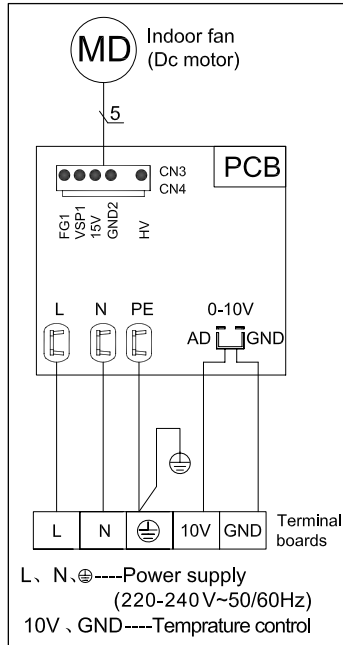 MD
Indoor fan
(Dc motor)
5
CN3
CN4
PCB
FG1
VSP1
15V
GND2
HV
L N PE 0-10V
AD GND
L N 10V GND
Terminal
boards
L、N、⏚----Power supply
(220-240V~50/60Hz)
10V、GND----Temprature control